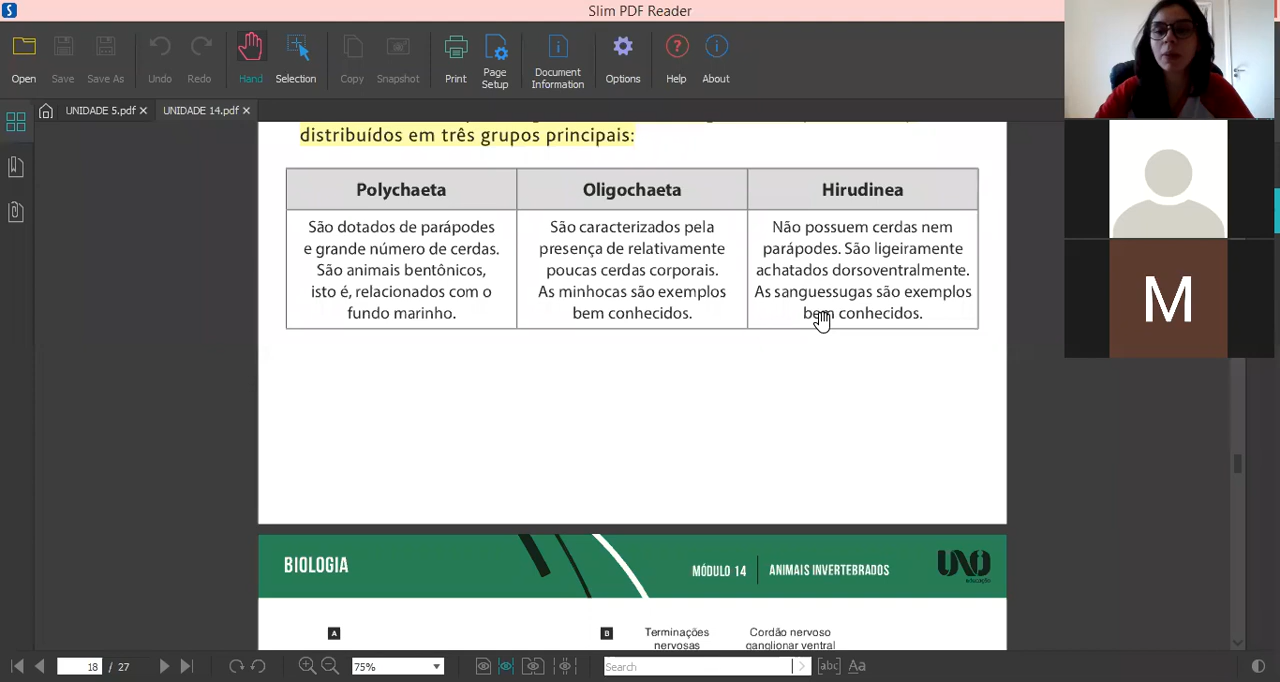 Slim PDF Reader
Open
Save
Save As
Undo
Redo
Hand
Selection
Copy
Snapshot
Print
Page
Setup
Document
Information
Options
Help
About
UNIDADE 5.pdf
UNIDADE 14.pdf
distribuídos em três grupos principais:
Polychaeta
Oligochaeta
Hirudinea
São dotados de parápodes
e grande número de cerdas.
São animais bentônicos,
isto é, relacionados com o
fundo marinho.
São caracterizados pela
presença de relativamente
poucas cerdas corporais.
As minhocas são exemplos
bem conhecidos.
Não possuem cerdas nem
parápodes. São ligeiramente
achatados dorsoventralmente.
As sanguessugas são exemplos
bem conhecidos.
M
BIOLOGIA
MÓDULO 14
ANIMAIS INVERTEBRADOS
UNO
educação
A
B
Terminações
nervosas
Cordão nervoso
ganglionar ventral
18 / 27
75%
Search
[abc]
Aa